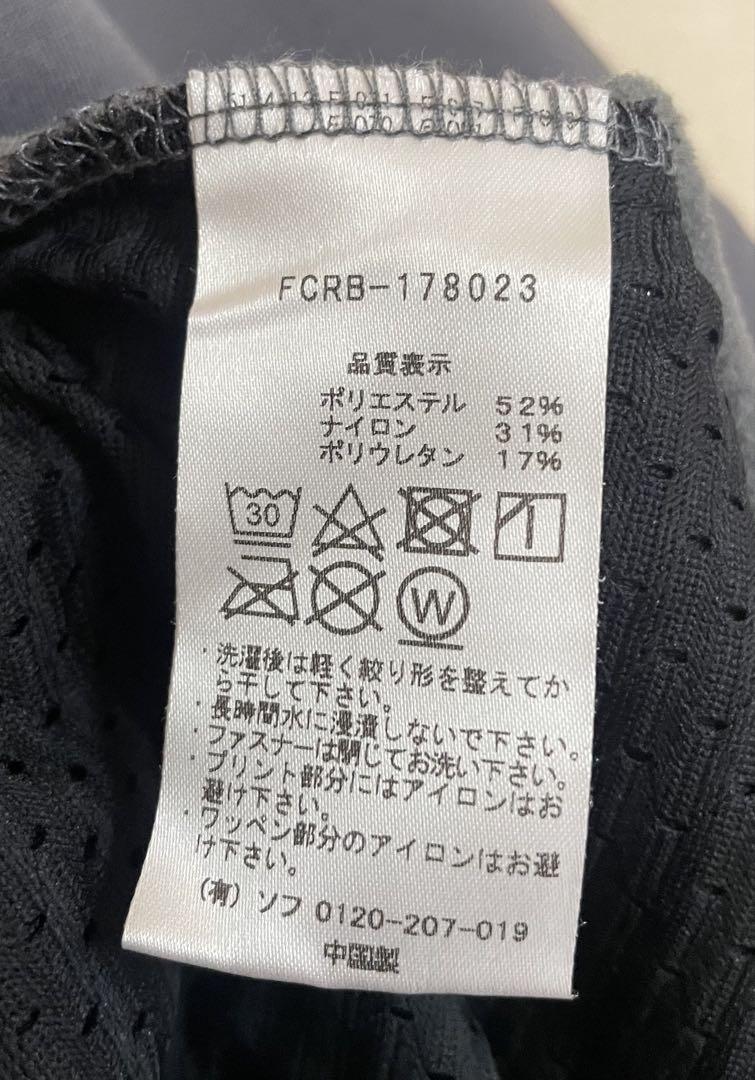 FCRB-178023
品質表示
ポリエステル 52%
ナイロン 31%
ポリウレタン 17%
30
W
・洗濯後は軽く絞り形を整えてか
ら干して下さい。
・長時間水に浸漬しないで下さい。
・ファスナーは閉じてお洗い下さい。
・プリント部分にはアイロンはお
避け下さい。
・ワッペン部分のアイロンはお避
け下さい。
(有) ソフ 0120-207-019
中国製